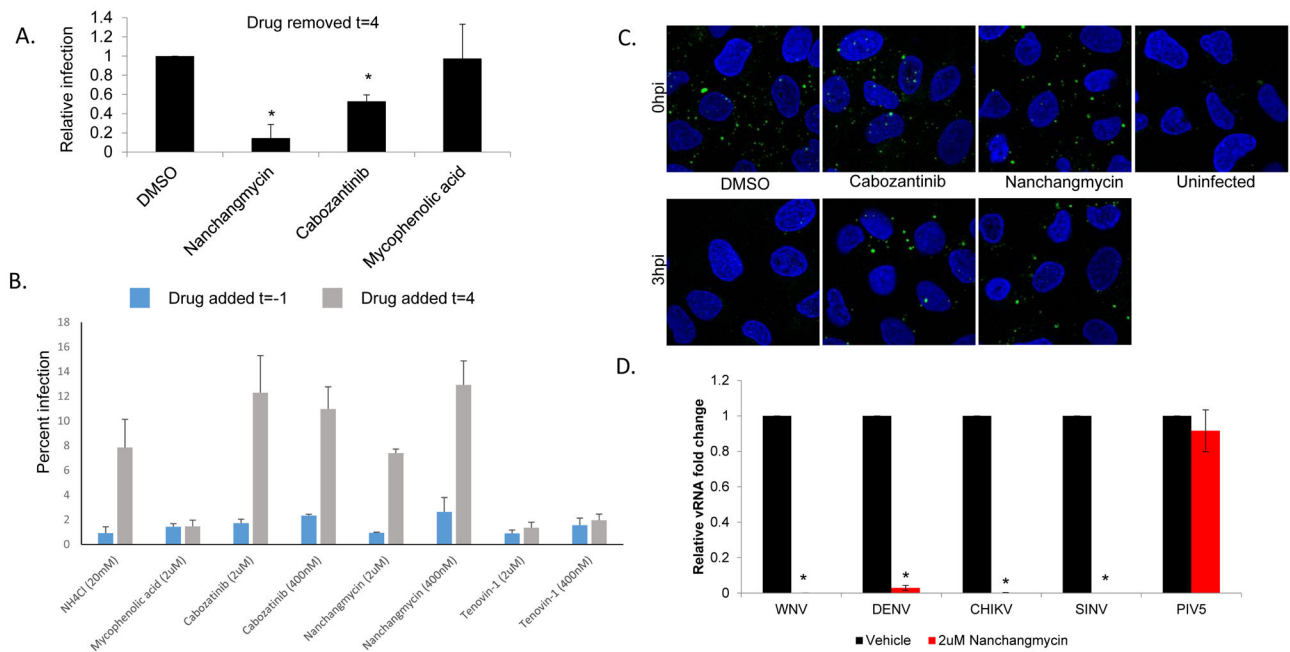 A.
Drug removed t=4
Relative infection
1.4
1.2
1
0.8
0.6
0.4
0.2
0
*
*
DMSO
Nanchangmycin
Cabozantinib
Mycophenolic acid
B.
Drug added t=-1
Drug added t=4
Percent infection
18
16
14
12
10
8
6
4
2
0
NH4Cl (20mM)
Mycophenolic acid (2uM)
Cabozatinib (2uM)
Cabozatinib (400nM)
Nanchangmycin (2uM)
Nanchangmycin (400nM)
Tenovin-1 (2uM)
Tenovin-1 (400nM)
C.
0hpi
DMSO
Cabozantinib
Nanchangmycin
Uninfected
3hpi
D.
Relative vRNA fold change
1.2
1
0.8
0.6
0.4
0.2
0
*
*
*
*
WNV
DENV
CHIKV
SINV
PIV5
Vehicle
2uM Nanchangmycin